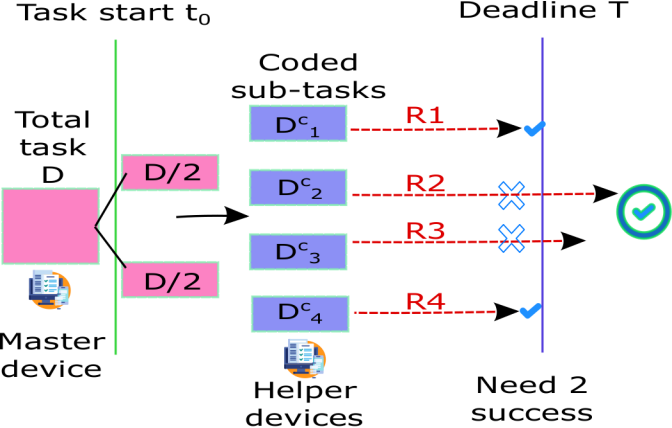 Task start t₀
Deadline T
Coded
sub-tasks
Total
task
D
D/2
D/2
Dᶜ₁
Dᶜ₂
Dᶜ₃
Dᶜ₄
R1
R2
R3
R4
Master
device
Helper
devices
Need 2
success